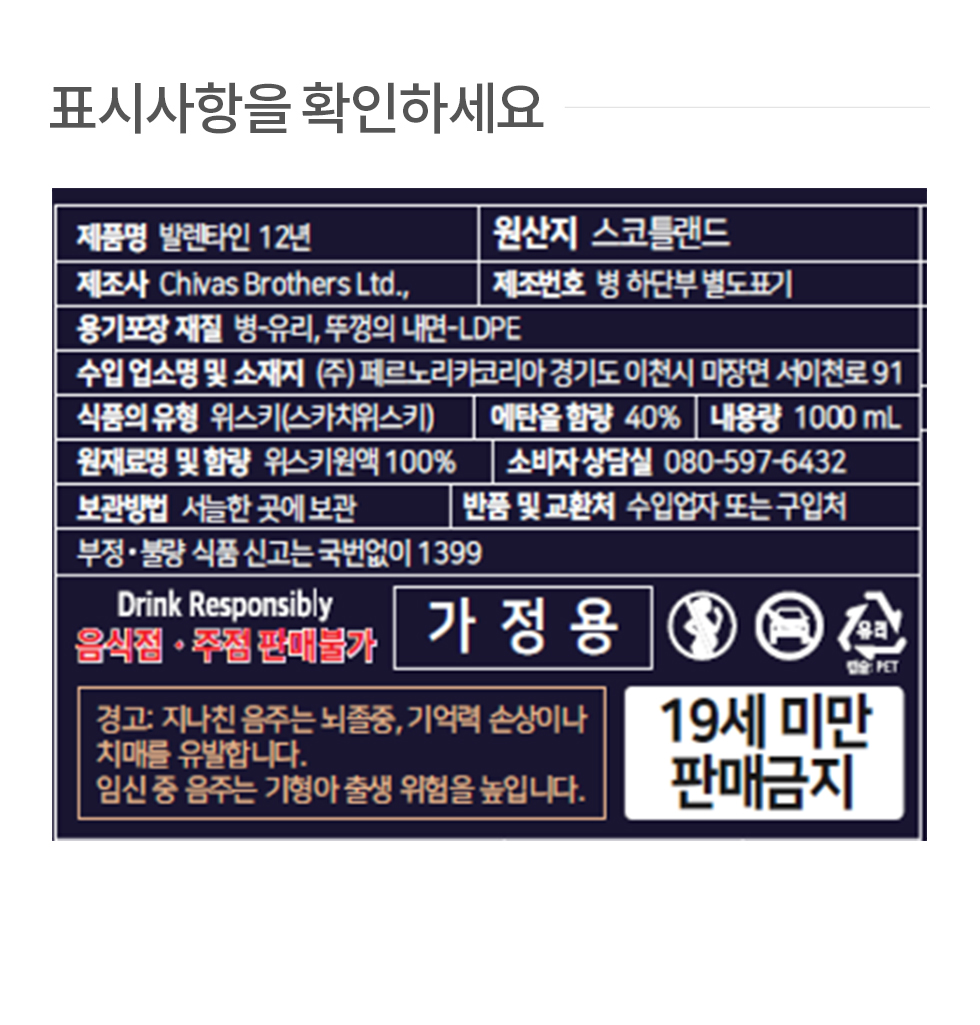 표시사항을 확인하세요
제품명 발렌타인 12년 원산지 스코틀랜드
제조사 Chivas Brothers Ltd., 제조번호 병 하단부 별도표기
용기포장 재질 병-유리, 뚜껑의 내면-LDPE
수입 업소명 및 소재지 (주) 페르노리카코리아 경기도 이천시 마장면 서이천로 91
식품의 유형 위스키(스카치위스키) 에탄올 함량 40% 내용량 1000 mL
원재료명 및 함량 위스키원액 100% 소비자 상담실 080-597-6432
보관방법 서늘한 곳에 보관 반품 및 교환처 수입업자 또는 구입처
부정•불량 식품 신고는 국번없이 1399
Drink Responsibly
음식점 · 주점 판매불가
가 정 용
유리
캡슐: PET
경고: 지나친 음주는 뇌졸중, 기억력 손상이나
치매를 유발합니다.
임신 중 음주는 기형아 출생 위험을 높입니다.
19세 미만
판매금지